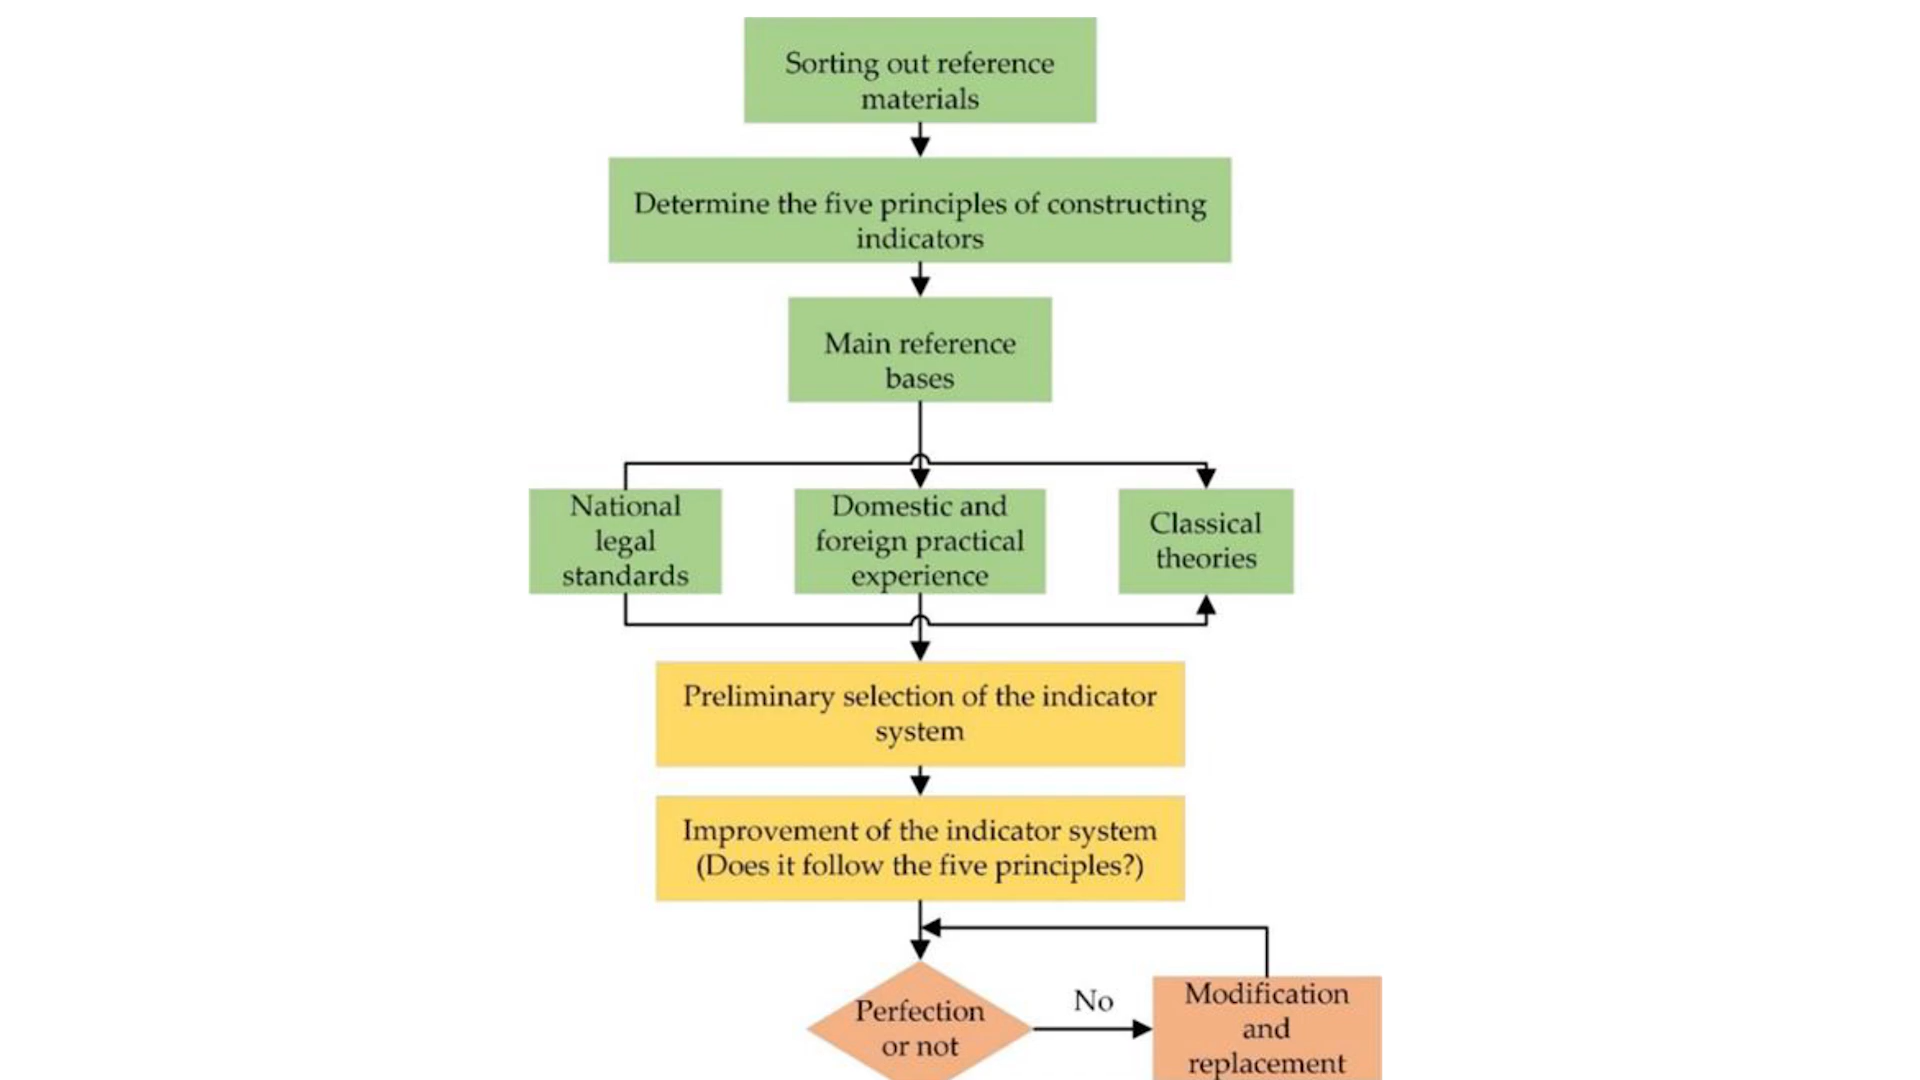 Sorting out reference
materials
Determine the five principles of constructing
indicators
Main reference
bases
National
legal
standards
Domestic and
foreign practical
experience
Classical
theories
Preliminary selection of the indicator
system
Improvement of the indicator system
(Does it follow the five principles?)
Perfection
or not
No
Modification
and
replacement